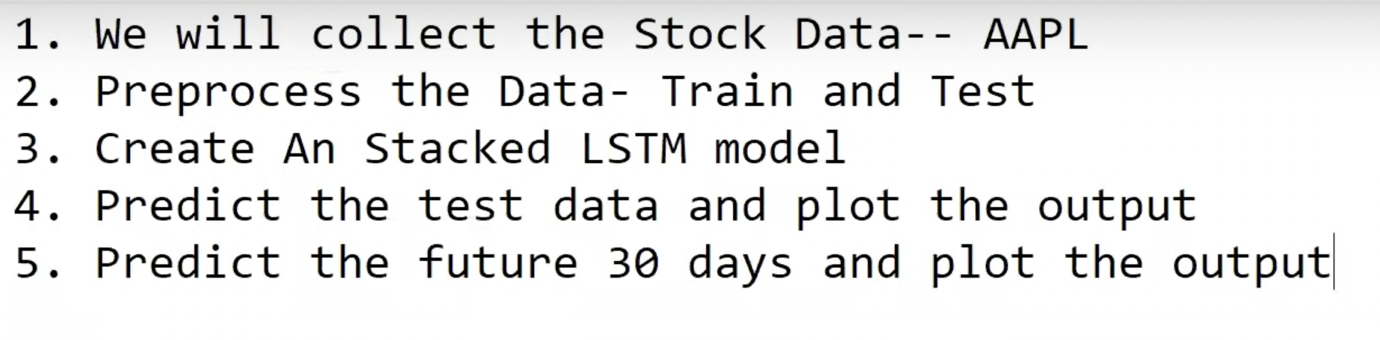 1. We will collect the Stock Data-- AAPL
2. Preprocess the Data- Train and Test
3. Create An Stacked LSTM model
4. Predict the test data and plot the output
5. Predict the future 30 days and plot the output